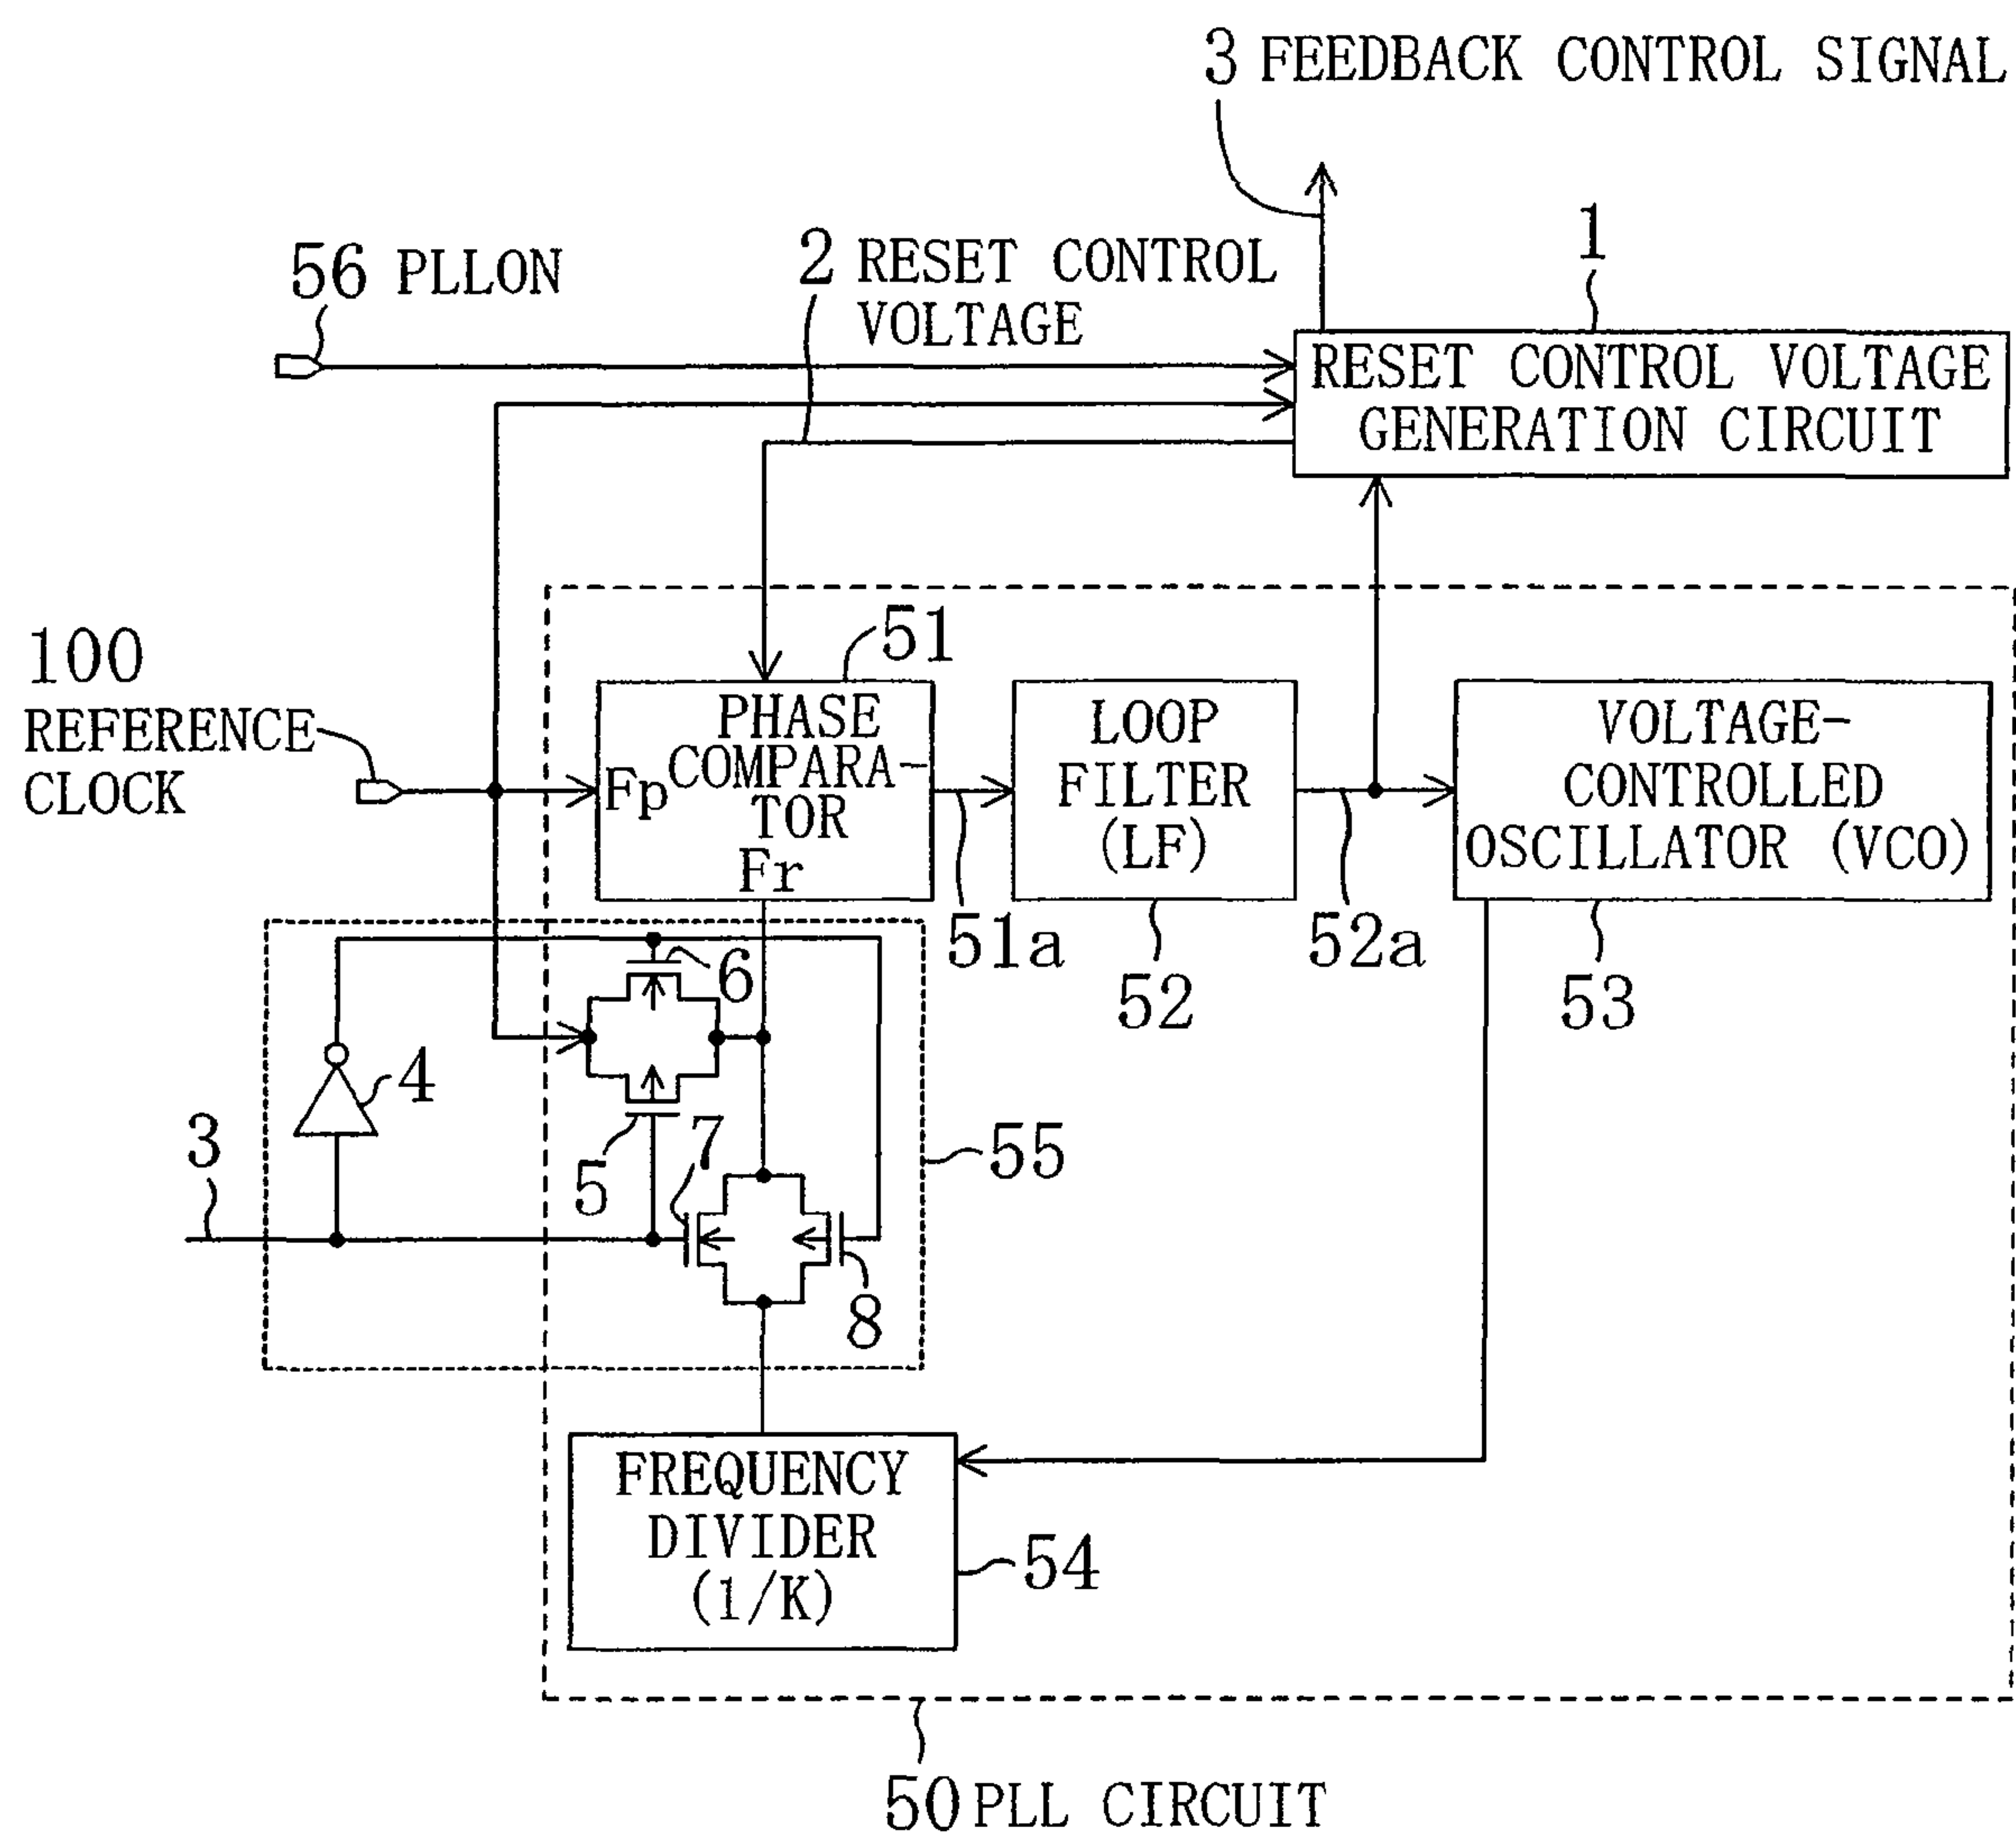 3 FEEDBACK CONTROL SIGNAL
1
56 PLLON
2 RESET CONTROL
VOLTAGE
RESET CONTROL VOLTAGE
GENERATION CIRCUIT
100
REFERENCE
CLOCK
51
Fp
PHASE
COMPARA-
TOR
Fr
LOOP
FILTER
(LF)
VOLTAGE-
CONTROLLED
OSCILLATOR (VCO)
51a
52a
52
53
6
4
3
5
7
55
8
FREQUENCY
DIVIDER
(1/K)
54
50 PLL CIRCUIT